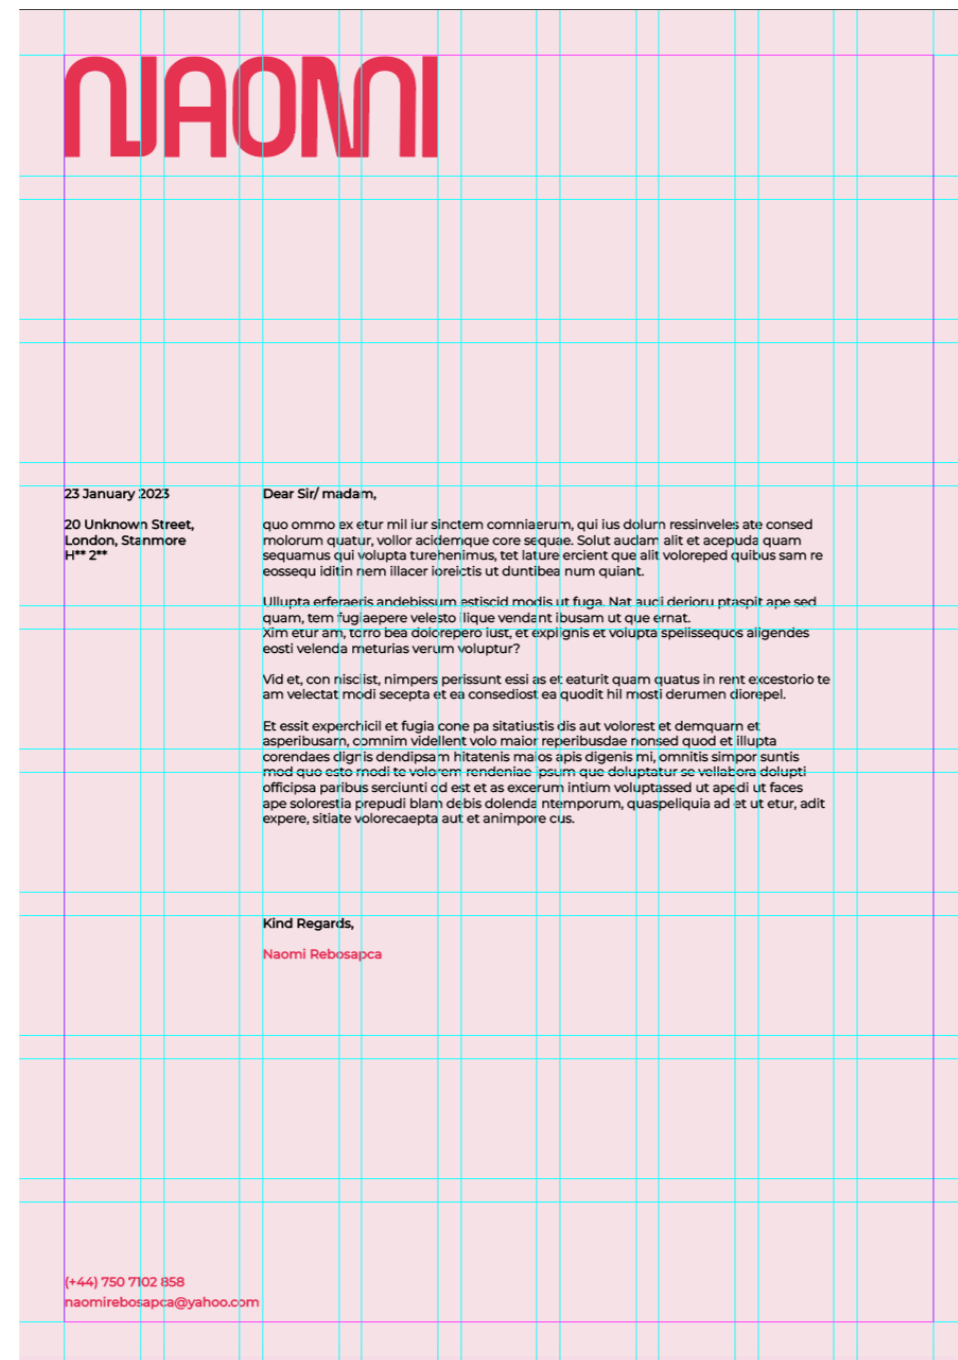 NAOMI
23 January 2023
20 Unknown Street,
London, Stanmore
H** 2**
Dear Sir/ madam,
quo ommo ex etur mil iur sinctem comniaerum, qui ius dolum ressinveles ate consed
molorum quatur, vollor acidemque core sequae. Solut audam alit et acepuda quam
sequamus qui volupta turehenimus, tet lature ercient que alit voloreped quibus sam re
eossequ iditin nem illacer ioreictis ut duntibea num quiant.
Ullupta erferaeris andebissum estiscid modis ut fuga. Nat audi derioru ptaspit ape sed
quam, tem fugiaepere velesto ilique vendant ibusam ut que ernat.
Xim etur am, torro bea dolorepero iust, et explignis et volupta spelissequos aligendes
eosti velenda meturias verum voluptur?
Vid et, con nisciist, nimpers perissunt essi as et eaturit quam quatus in rent excestorio te
am velectat modi secepta et ea consediost ea quodit hil mosti derumen diorepel.
Et essit experchicil et fugia cone pa sitatiustis dis aut volorest et demquam et
asperibusam, comnim videllent volo maior reperibusdae nonsed quod et illupta
corendaes dignis dendipsam hitatenis maios apis digenis mi, omnitis simpor suntis
mod quo esto modi te volorem rendeniae ipsum que doluptatur se vellabora dolupti
officipsa paribus serciunti od est et as excerum intium voluptassed ut apedi ut faces
ape solorestia prepudi blam debis dolenda ntemporum, quaspeliquia ad et ut etur, adit
expere, sitiate volorecaepta aut et animpore cus.
Kind Regards,
Naomi Rebosapca
(+44) 750 7102 858
naomirebosapca@yahoo.com